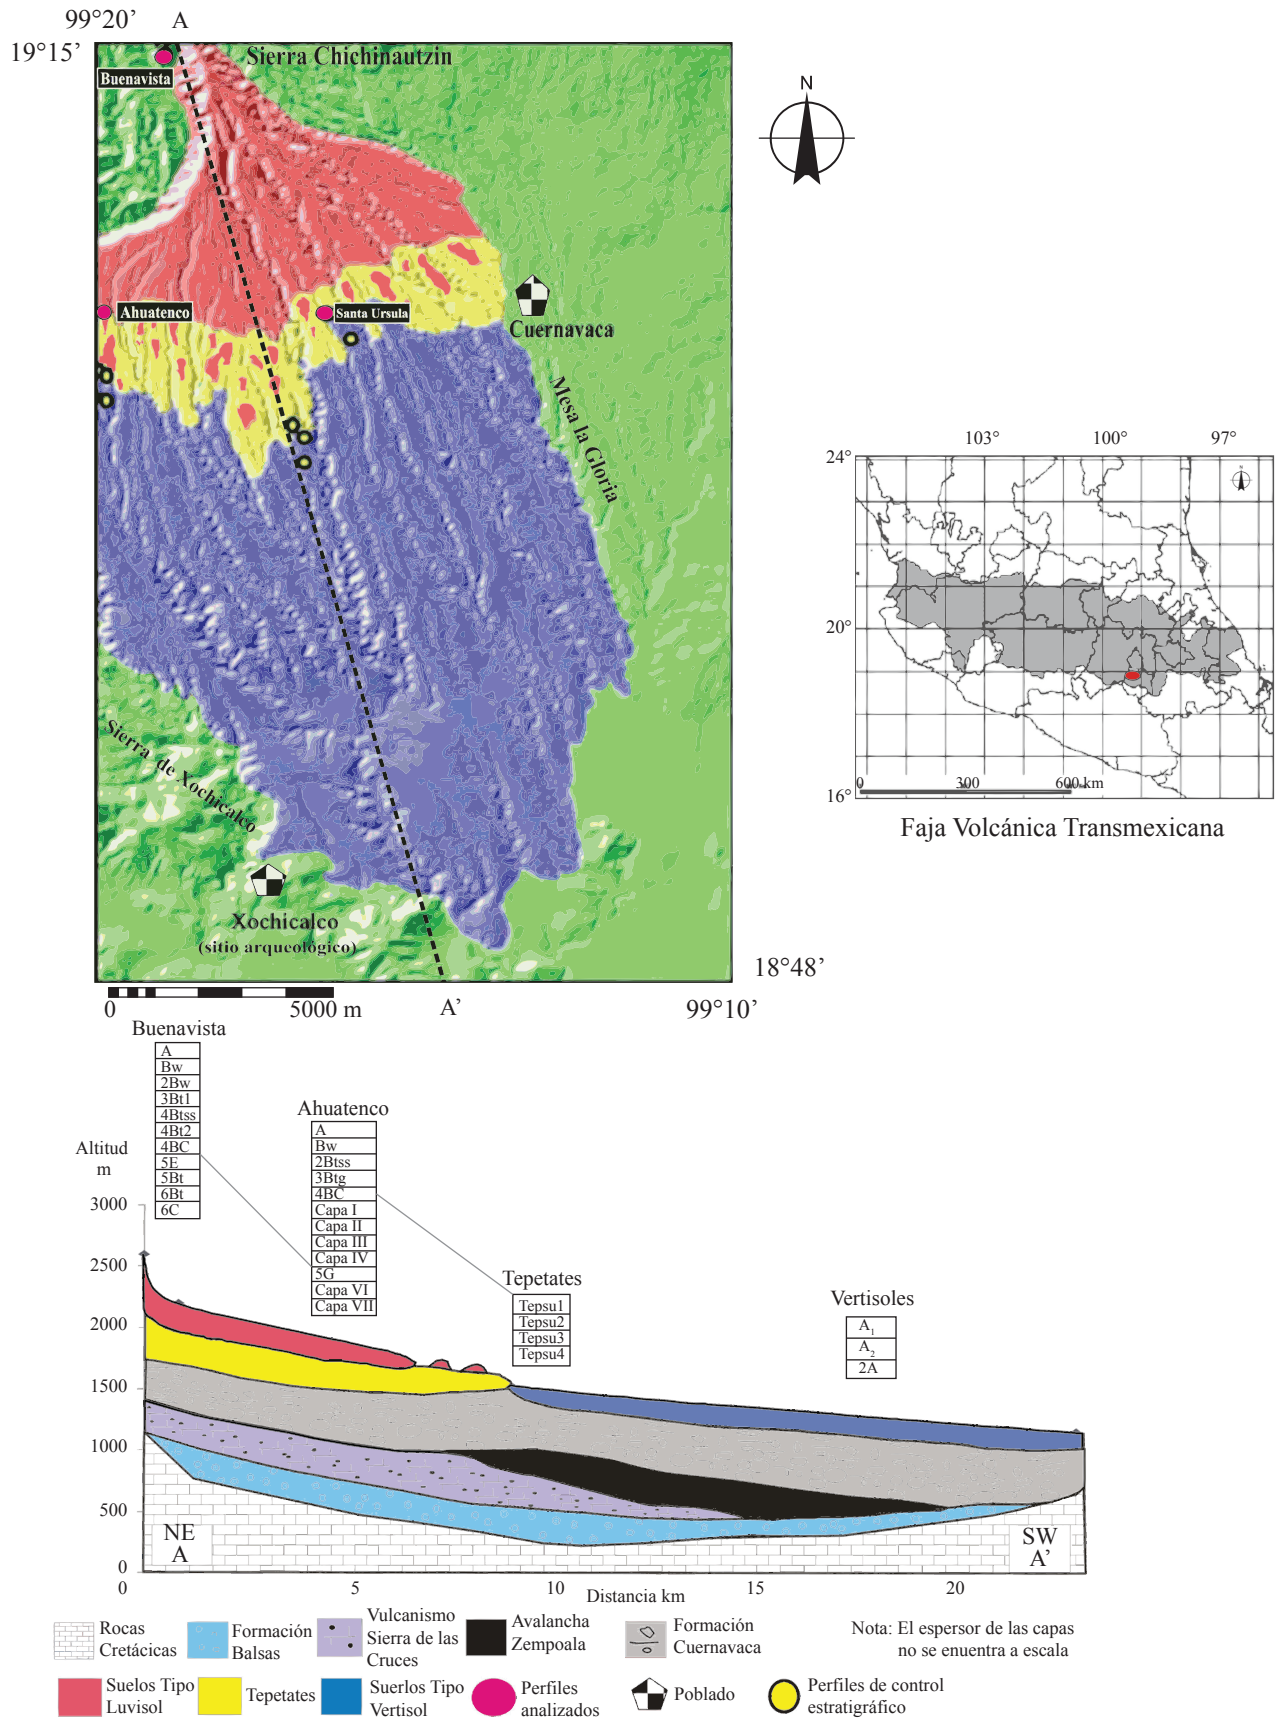 99°20’ A
19°15’
Sierra Chichinautzin
Buenavista
N
Ahuatenco
Santa Ursula
Cuernavaca
Mesa la Gloria
Sierra de Xochicalco
Xochicalco
(sitio arqueológico)
18°48’
0 5000 m
A’
99°10’
103° 100° 97°
24°
20°
16°
0 300 600 km
Faja Volcánica Transmexicana
Buenavista
A
Bw
2Bw
3Bt1
4Btss
4Bt2
4BC
5E
5Bt
6Bt
6C
Ahuatenco
A
Bw
2Btss
3Btg
4BC
Capa I
Capa II
Capa III
Capa IV
5G
Capa VI
Capa VII
Tepetates
Tepsu1
Tepsu2
Tepsu3
Tepsu4
Vertisoles
A1
A2
2A
Altitud
m
3000
2500
2000
1500
1000
500
0
NE
A
SW
A’
0 5 10 15 20
Distancia km
Rocas
Cretácicas
Formación
Balsas
Vulcanismo
Sierra de las
Cruces
Avalancha
Zempoala
Formación
Cuernavaca
Nota: El espersor de las capas
no se enuentra a escala
Suelos Tipo
Luvisol
Tepetates
Suerlos Tipo
Vertisol
Perfiles
analizados
Poblado
Perfiles de control
estratigráfico